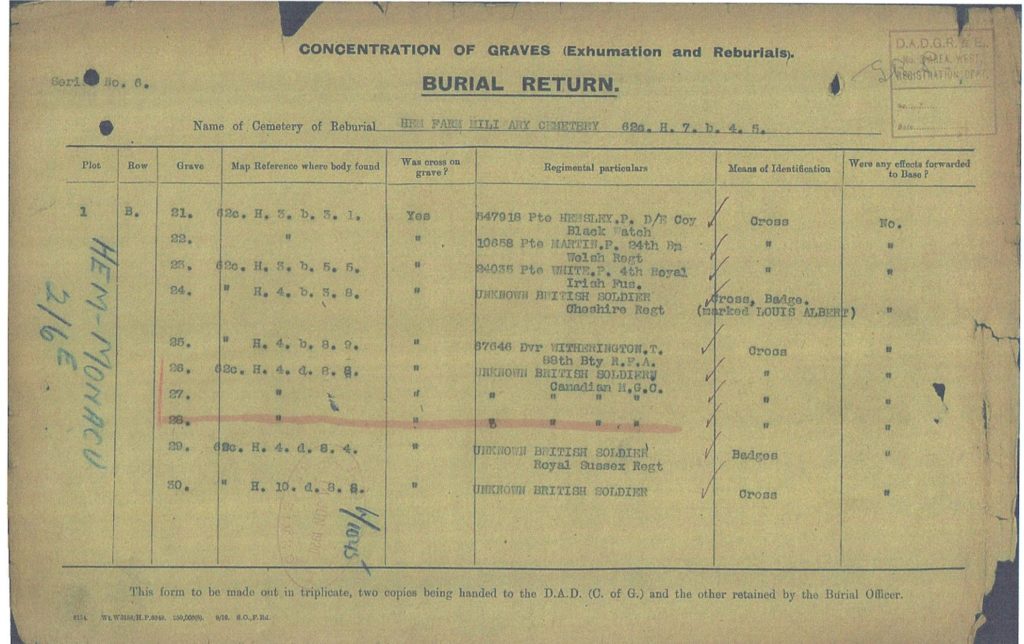 CONCENTRATION OF GRAVES (Exhumation and Reburials).
BURIAL RETURN.
Serial No. 6.
D.A.D.G.R. & E.,
REGISTRATION DEPT.
No.
Date
Name of Cemetery of Reburial HEM FARM MILI ARY CEMETERY 62c. H. 7. b. 4. 5.
Plot Row Grave Map Reference where body found Was cross on grave? Regimental particulars Means of Identification Were any effects forwarded to Base?
1 B. 21. 62c. H. 3. b. 3. 1. Yes 547918 Pte HENSLEY.P. D/E Coy Cross No.
Black Watch
22. " " 10658 Pte MARTIN.P. 24th Bn " "
Welsh Regt
23. 62c. H. 3. b. 5. 5. " 24035 Pte WHITE.P. 4th Royal " "
Irish Fus.
24. " H. 4. b. 3. 8. " UNKNOWN BRITISH SOLDIER Cross, Badge.
Cheshire Regt (marked LOUIS ALBERT) "
25. " H. 4. b. 8. 9. " 67646 Dvr WITHERINGTON.T. Cross "
88th Bty R.F.A.
26. 62c. H. 4. d. 8. 8. " UNKNOWN BRITISH SOLDIER " "
Canadian M.G.C.
27. " " " " " " " "
28. " " " " " " " "
29. 62c. H. 4. d. 8. 4. " UNKNOWN BRITISH SOLDIER Badges "
Royal Sussex Regt
30. " H. 10. d. 8. 8. " UNKNOWN BRITISH SOLDIER Cross "
HEM-MONACU
2/6E
This form to be made out in triplicate, two copies being handed to the D.A.D. (C. of G.) and the other retained by the Burial Officer.